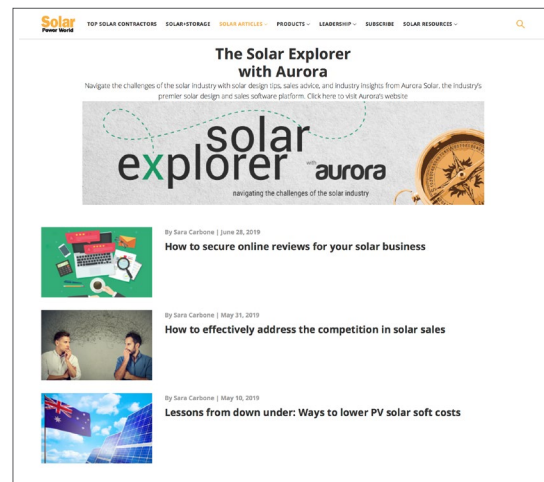 Solar
Power World
TOP SOLAR CONTRACTORS SOLAR+STORAGE SOLAR ARTICLES PRODUCTS LEADERSHIP SUBSCRIBE SOLAR RESOURCES
The Solar Explorer
with Aurora
Navigate the challenges of the solar industry with solar design tips, sales advice, and industry insights from Aurora Solar, the industry's
premier solar design and sales software platform. Click here to visit Aurora's website
solar
explorer with aurora
navigating the challenges of the solar industry
By Sara Carbone | June 28, 2019
How to secure online reviews for your solar business
By Sara Carbone | May 31, 2019
How to effectively address the competition in solar sales
By Sara Carbone | May 10, 2019
Lessons from down under: Ways to lower PV solar soft costs